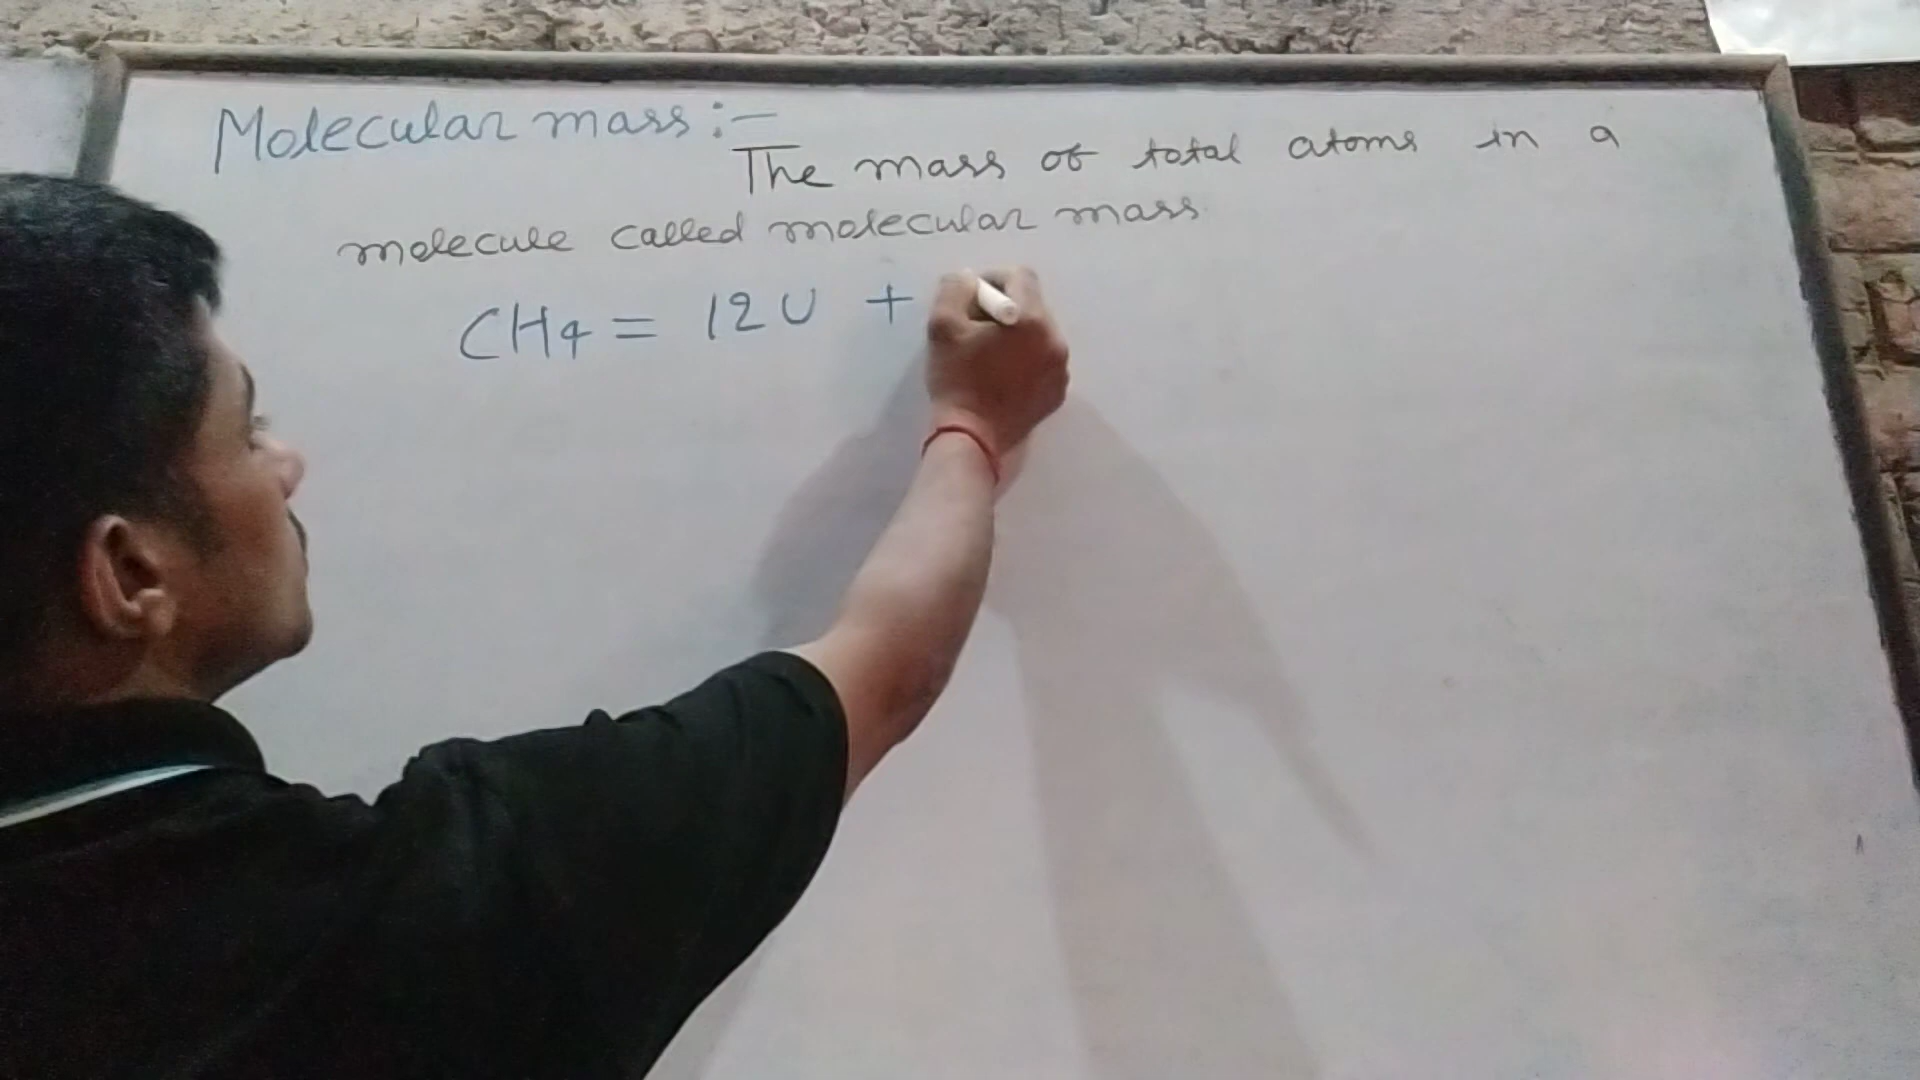 Molecular mass :-
The mass of total atoms in a
molecule called molecular mass
CH4 = 12U +